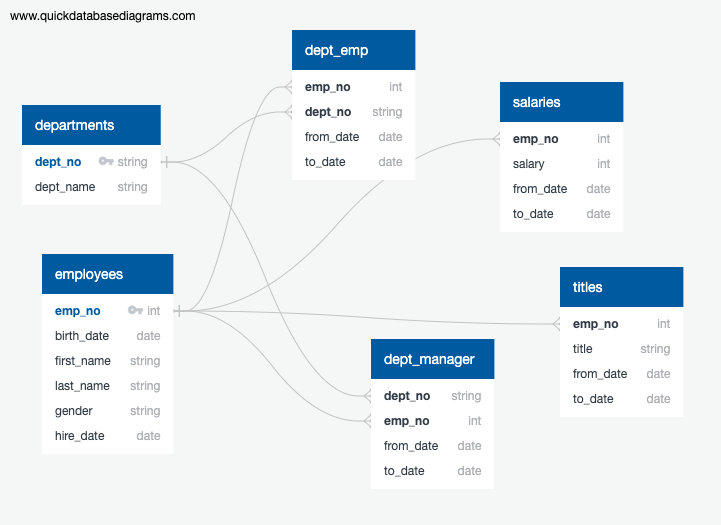 www.quickdatabasediagrams.com
dept_emp
emp_no int
dept_no string
from_date date
to_date date
salaries
emp_no int
salary int
from_date date
to_date date
departments
dept_no string
dept_name string
employees
emp_no int
birth_date date
first_name string
last_name string
gender string
hire_date date
titles
emp_no int
title string
from_date date
to_date date
dept_manager
dept_no string
emp_no int
from_date date
to_date date